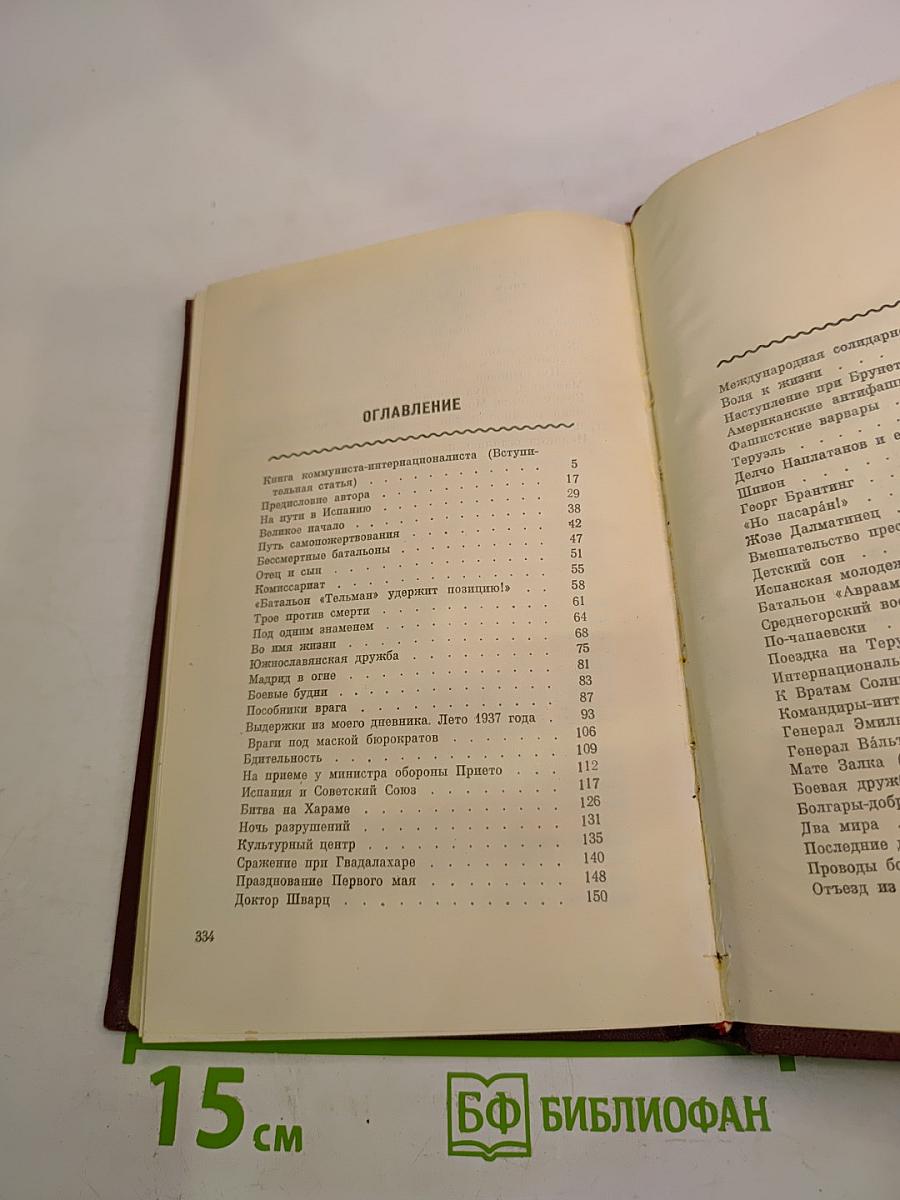 ОГЛАВЛЕНИЕ
Книга коммуниста-интернационалиста (Вступи-
тельная статья) . . . . . . . . . . 5
Предисловие автора . . . . . . . . . . 17
На пути в Испанию . . . . . . . . . . 29
Великое начало . . . . . . . . . . 38
Путь самопожертвования . . . . . . . . . 42
Бессмертные батальоны . . . . . . . . . 47
Отец и сын . . . . . . . . . . . 51
Комиссариат . . . . . . . . . . . 55
«Батальон «Тельман» удержит позицию!» . . 58
Трое против смерти . . . . . . . . . . 61
Под одним знаменем . . . . . . . . . . 64
Во имя жизни . . . . . . . . . . . 68
Южнославянская дружба . . . . . . . . . 75
Мадрид в огне . . . . . . . . . . . 81
Боевые будни . . . . . . . . . . . 83
Пособники врага . . . . . . . . . . . 87
Выдержки из моего дневника. Лето 1937 года . 93
Враги под маской бюрократов . . . . . . . 106
Бдительность . . . . . . . . . . . . 109
На приеме у министра обороны Прието . . . 112
Испания и Советский Союз . . . . . . . . 117
Битва на Хараме . . . . . . . . . . . 126
Ночь разрушений . . . . . . . . . . . 131
Культурный центр . . . . . . . . . . . 135
Сражение при Гвадалахаре . . . . . . . . 140
Празднование Первого мая . . . . . . . . 148
Доктор Шварц . . . . . . . . . . . . 150
334
Международная солидарно
Воля к жизни . . .
Наступление при Брунет
Американские антифаши
Фашистские варвары .
Теруэль . . . .
Делчо Наплатанов и е
Шпион . . . .
Георг Брантинг . .
«Но пасара́н!» . .
Жозе Далматинец .
Вмешательство прес
Детский сон . .
Испанская молодеж
Батальон «Авраам
Среднегорский во
По-чапаевски .
Поездка на Теру
Интернациональ
К Вратам Солн
Командиры-инт
Генерал Эмиль
Генерал Ва́льт
Мате Залка (
Боевая друж
Болгары-доб
Два мира .
Последние д
Проводы бо
Отъезд из
15 см
БФ БИБЛИОФАН